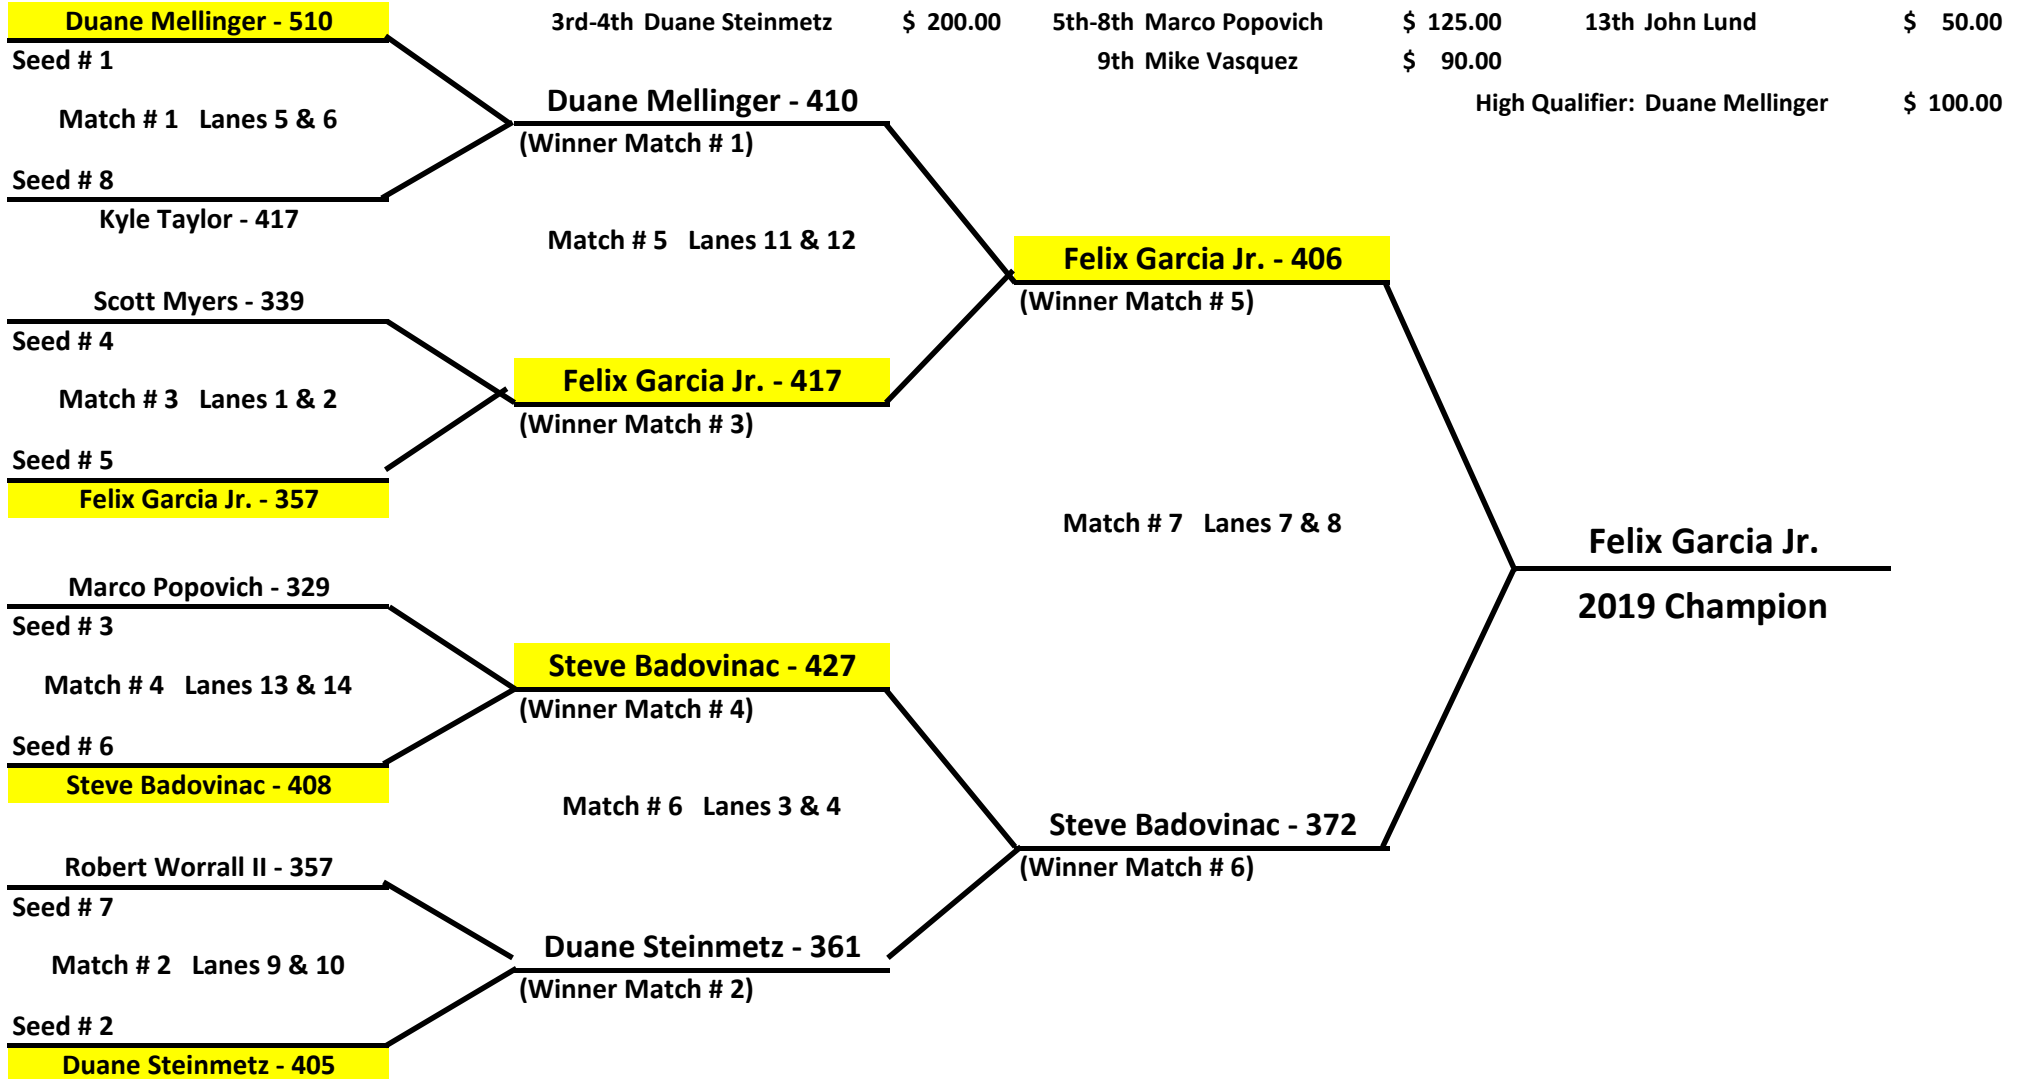 Duane Mellinger - 510
3rd-4th Duane Steinmetz $ 200.00 5th-8th Marco Popovich $ 125.00 13th John Lund $ 50.00
Seed # 1
9th Mike Vasquez $ 90.00
Duane Mellinger - 410
High Qualifier: Duane Mellinger $ 100.00
Match # 1 Lanes 5 & 6
(Winner Match # 1)
Seed # 8
Kyle Taylor - 417
Match # 5 Lanes 11 & 12
Felix Garcia Jr. - 406
Scott Myers - 339
(Winner Match # 5)
Seed # 4
Felix Garcia Jr. - 417
Match # 3 Lanes 1 & 2
(Winner Match # 3)
Seed # 5
Felix Garcia Jr. - 357
Match # 7 Lanes 7 & 8
Felix Garcia Jr.
Marco Popovich - 329
2019 Champion
Seed # 3
Steve Badovinac - 427
Match # 4 Lanes 13 & 14
(Winner Match # 4)
Seed # 6
Steve Badovinac - 408
Match # 6 Lanes 3 & 4
Steve Badovinac - 372
Robert Worrall II - 357
(Winner Match # 6)
Seed # 7
Duane Steinmetz - 361
Match # 2 Lanes 9 & 10
(Winner Match # 2)
Seed # 2
Duane Steinmetz - 405